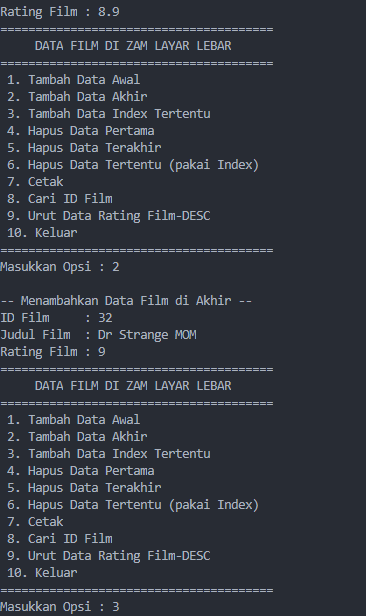 Rating Film : 8.9
=======================================
DATA FILM DI ZAM LAYAR LEBAR
=======================================
1. Tambah Data Awal
2. Tambah Data Akhir
3. Tambah Data Index Tertentu
4. Hapus Data Pertama
5. Hapus Data Terakhir
6. Hapus Data Tertentu (pakai Index)
7. Cetak
8. Cari ID Film
9. Urut Data Rating Film-DESC
10. Keluar
=======================================
Masukkan Opsi : 2
-- Menambahkan Data Film di Akhir --
ID Film : 32
Judul Film : Dr Strange MOM
Rating Film : 9
=======================================
DATA FILM DI ZAM LAYAR LEBAR
=======================================
1. Tambah Data Awal
2. Tambah Data Akhir
3. Tambah Data Index Tertentu
4. Hapus Data Pertama
5. Hapus Data Terakhir
6. Hapus Data Tertentu (pakai Index)
7. Cetak
8. Cari ID Film
9. Urut Data Rating Film-DESC
10. Keluar
=======================================
Masukkan Opsi : 3